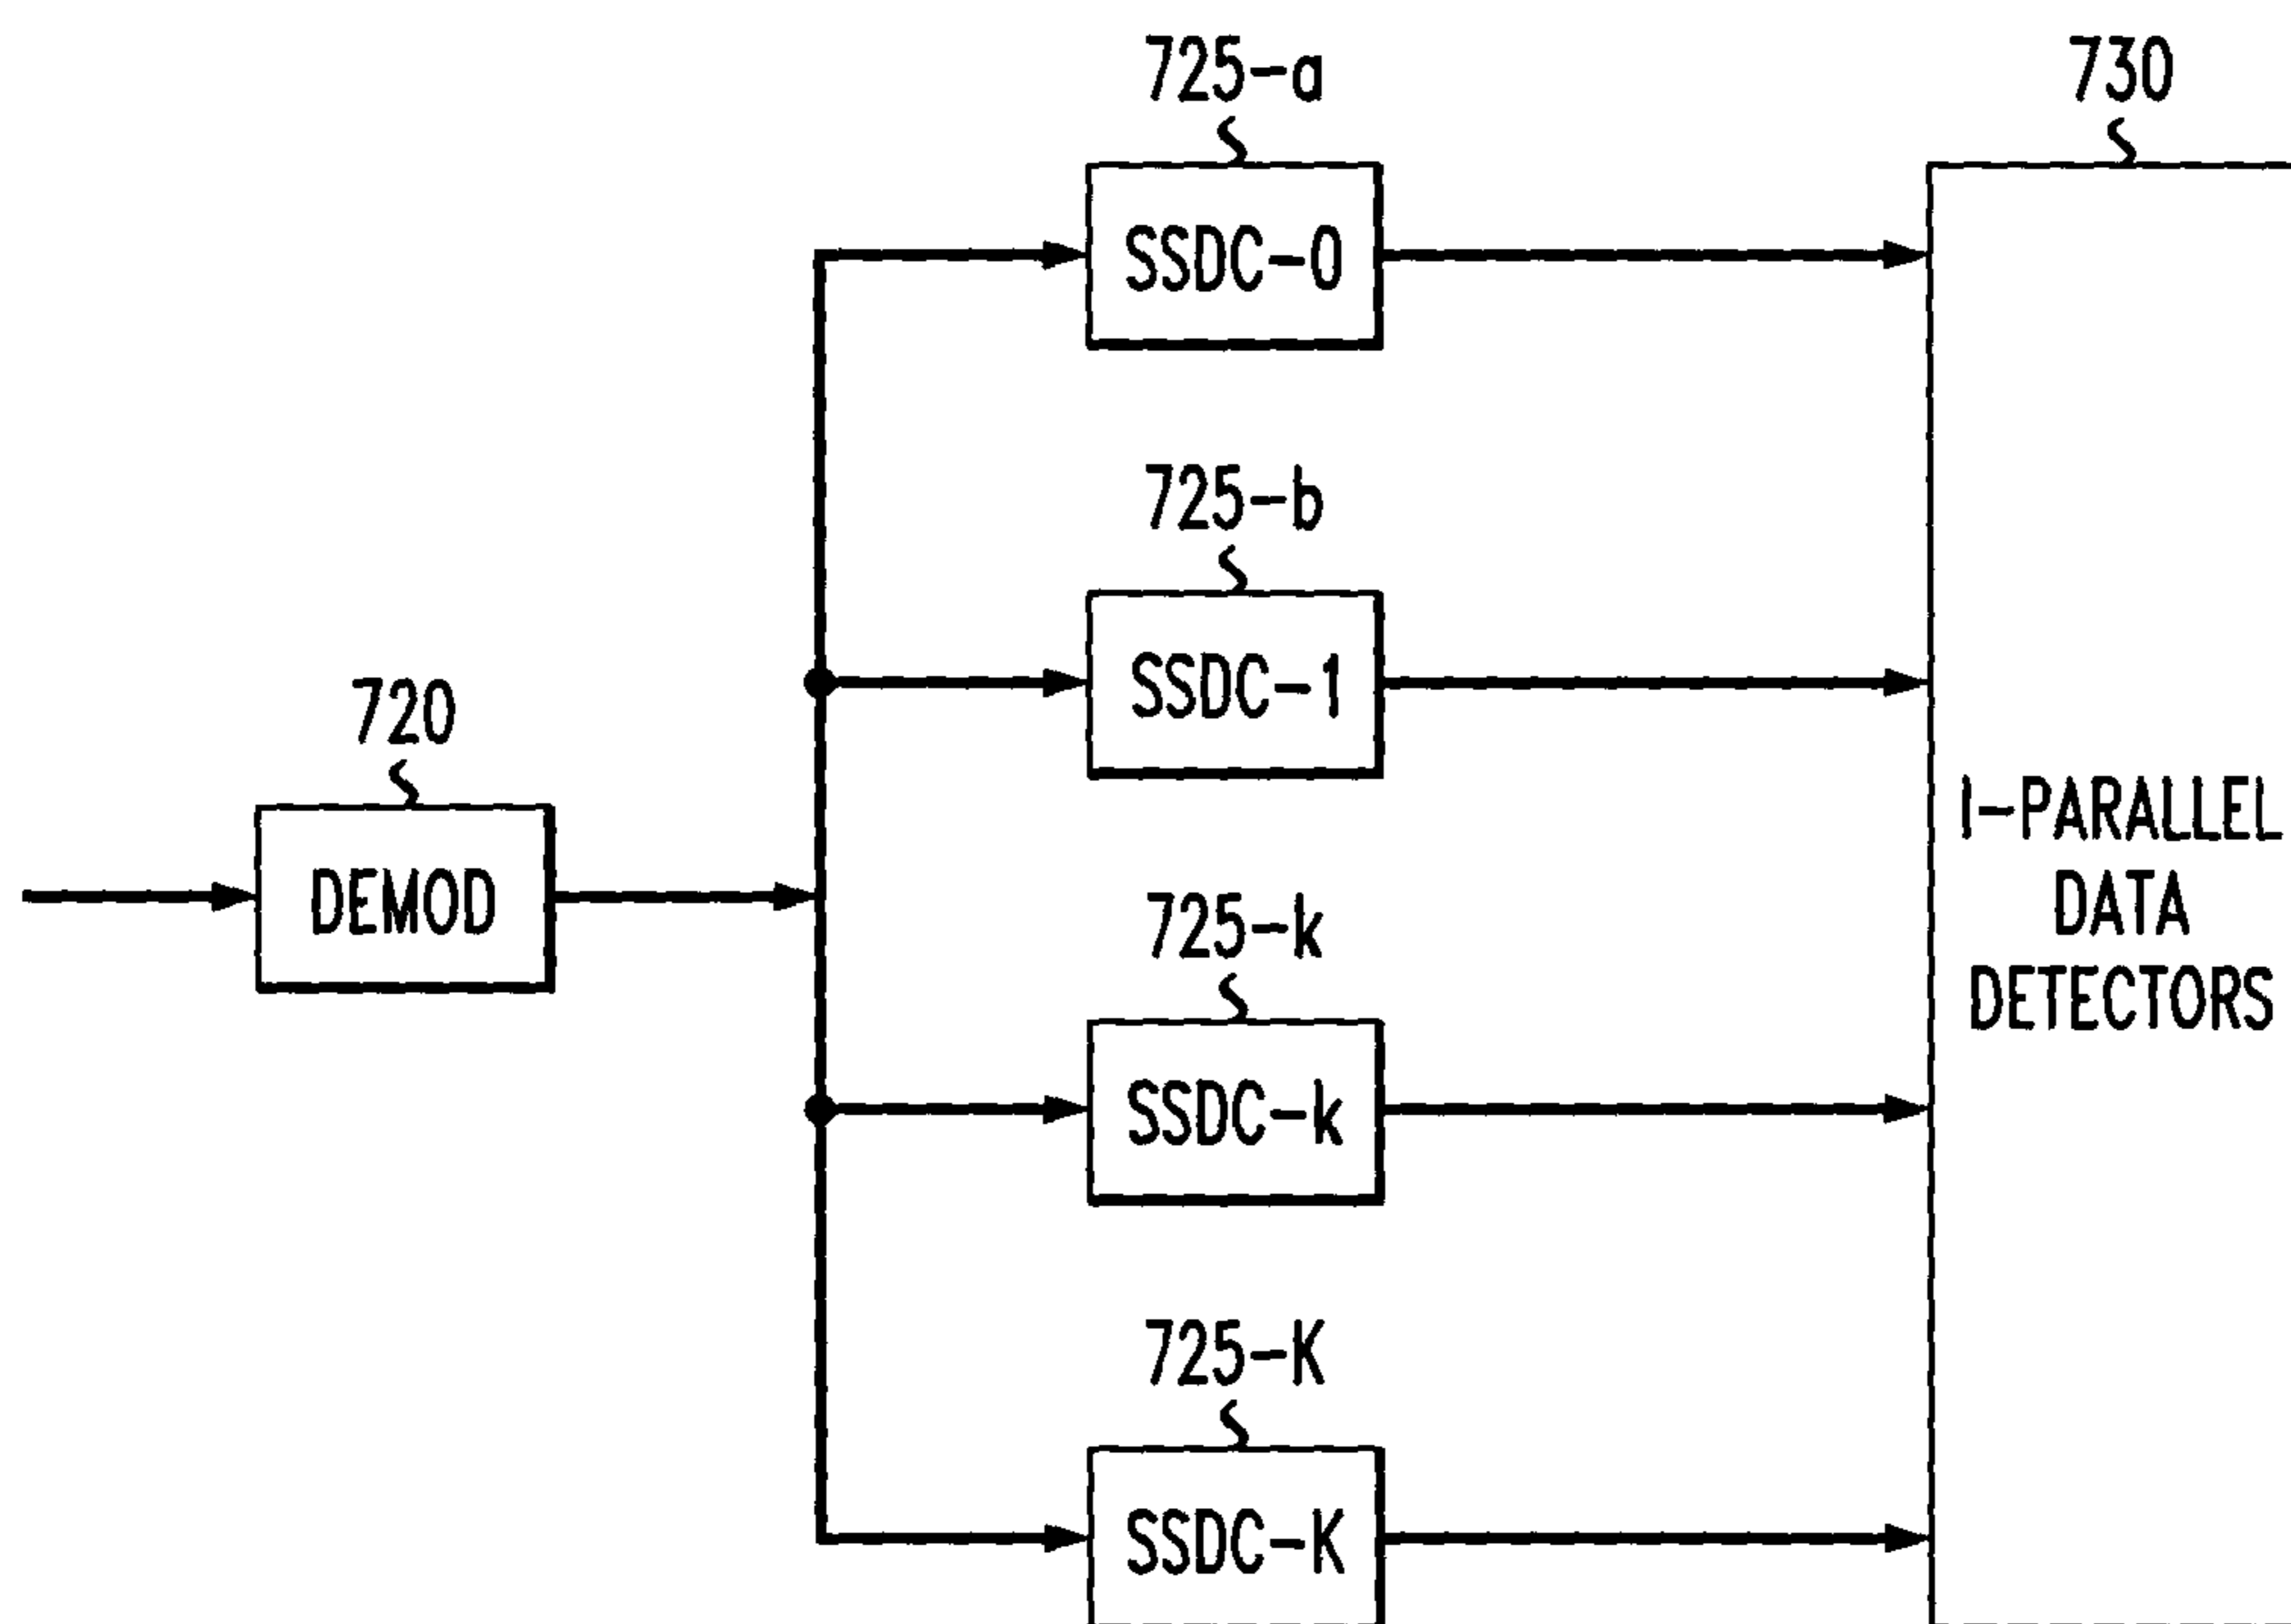 725-a
730
SSDC-0
725-b
SSDC-1
720
DEMOD
725-k
SSDC-k
I-PARALLEL
DATA
DETECTORS
725-K
SSDC-K